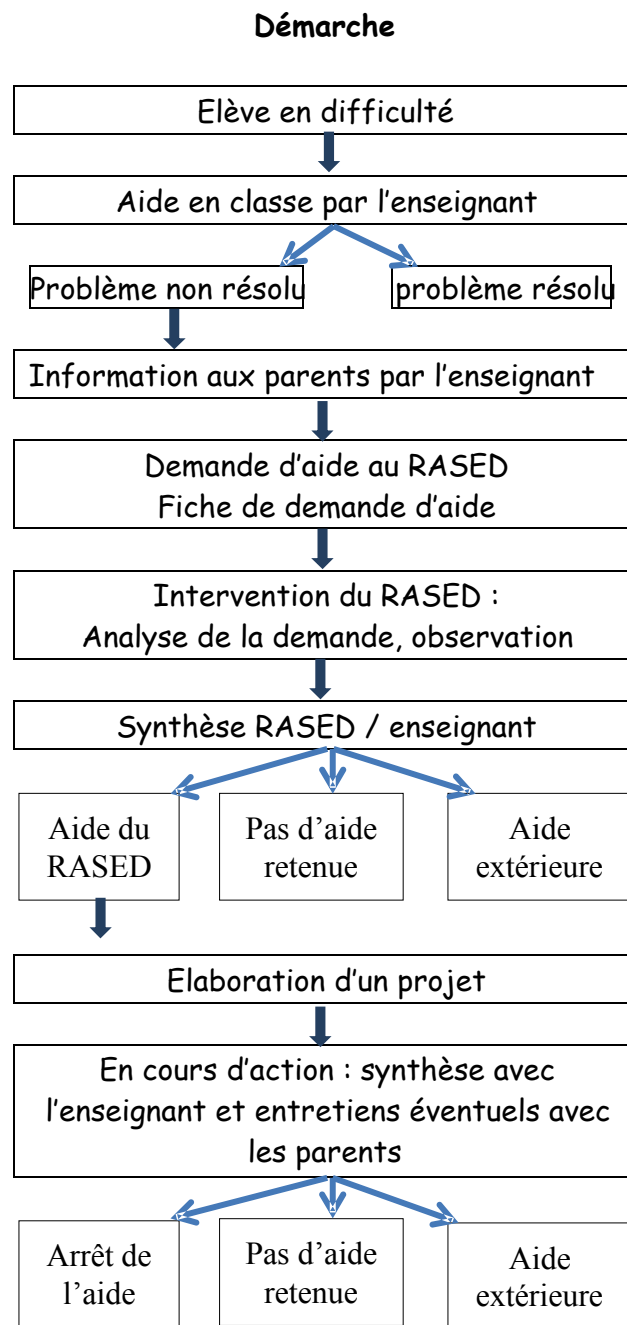 Démarche
Elève en difficulté
Aide en classe par l’enseignant
Problème non résolu
problème résolu
Information aux parents par l’enseignant
Demande d’aide au RASED
Fiche de demande d’aide
Intervention du RASED :
Analyse de la demande, observation
Synthèse RASED / enseignant
Aide du
RASED
Pas d’aide
retenue
Aide
extérieure
Elaboration d’un projet
En cours d’action : synthèse avec
l’enseignant et entretiens éventuels avec
les parents
Arrêt de
l’aide
Pas d’aide
retenue
Aide
extérieure